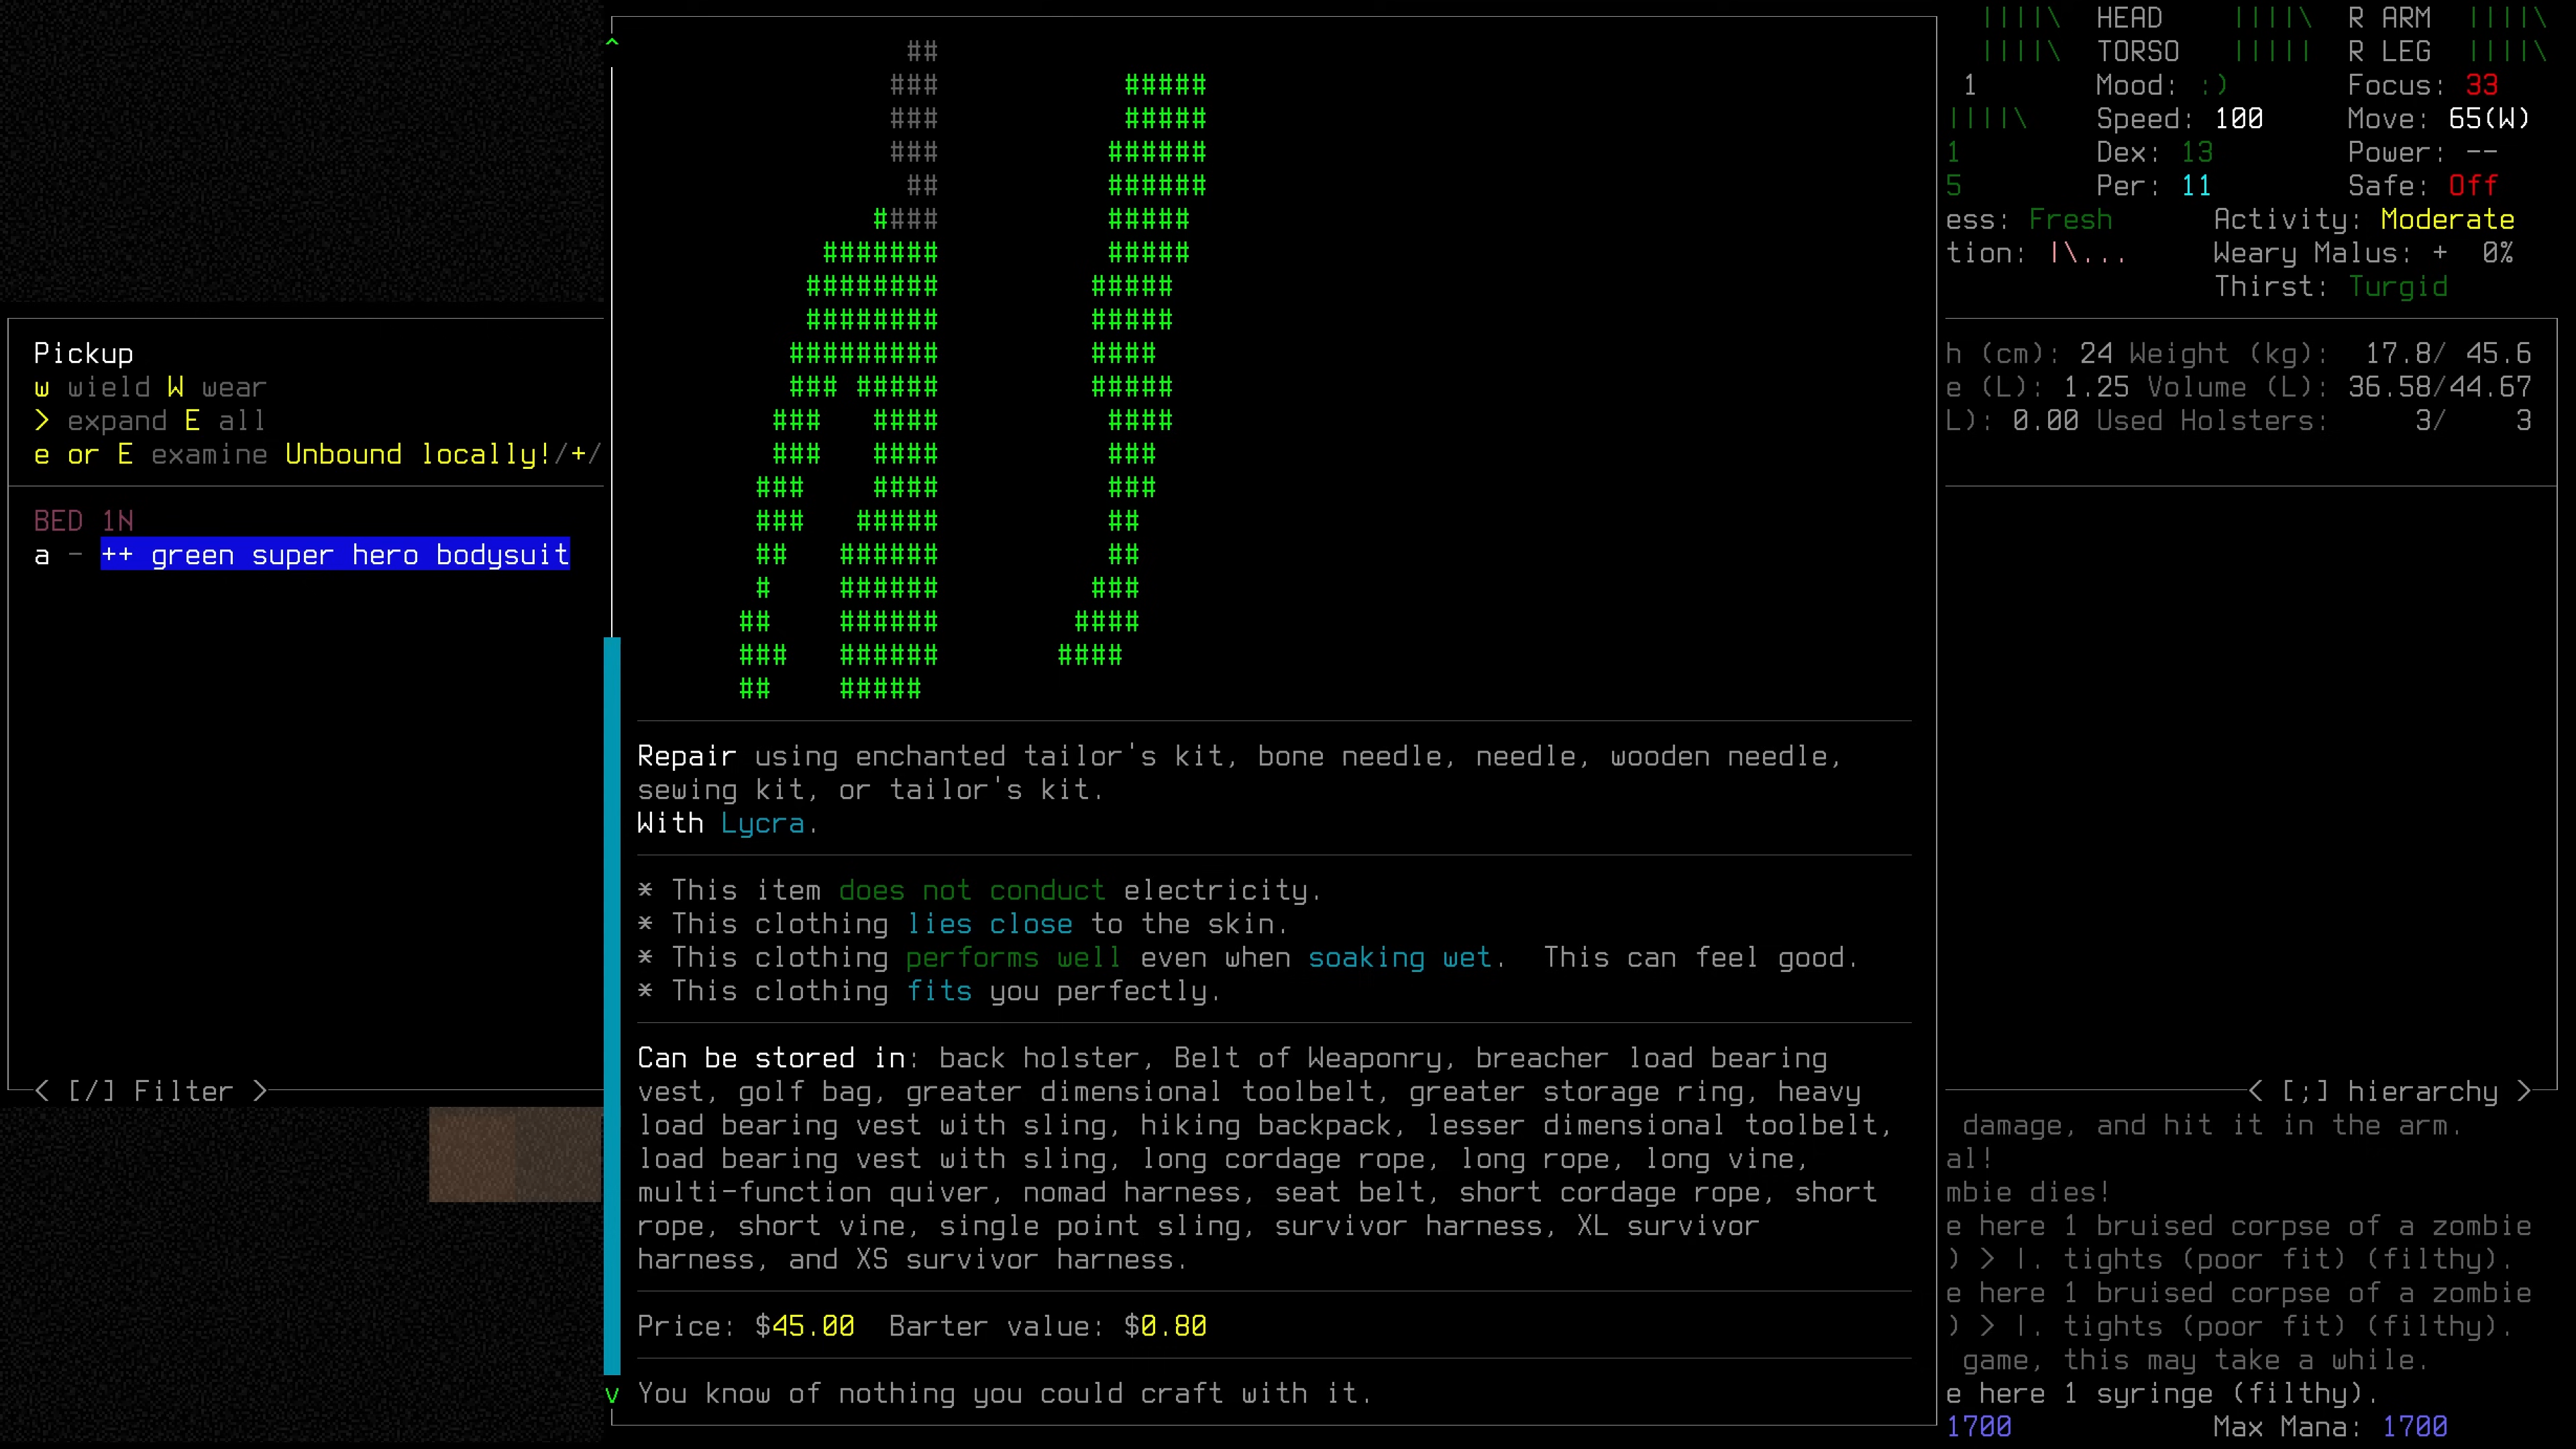 ||||\ HEAD ||||\ R ARM ||||\
||||\ TORSO ||||| R LEG ||||\
1 Mood: :) Focus: 33
||||\ Speed: 100 Move: 65(W)
1 Dex: 13 Power: --
5 Per: 11 Safe: Off
ess: Fresh Activity: Moderate
tion: |\... Weary Malus: + 0%
Thirst: Turgid
Pickup
w wield W wear
> expand E all
e or E examine Unbound locally!/+/
BED 1N
a - ++ green super hero bodysuit
< [/] Filter >
^
##
### #####
### #####
### ######
## ######
##### #####
####### #####
######## #####
######## #####
######### ####
### ##### #####
### #### ####
### #### ###
### #### ###
### ##### ##
## ###### ##
# ###### ###
## ###### ####
### ###### ####
## #####
Repair using enchanted tailor's kit, bone needle, needle, wooden needle,
sewing kit, or tailor's kit.
With Lycra.
* This item does not conduct electricity.
* This clothing lies close to the skin.
* This clothing performs well even when soaking wet. This can feel good.
* This clothing fits you perfectly.
Can be stored in: back holster, Belt of Weaponry, breacher load bearing
vest, golf bag, greater dimensional toolbelt, greater storage ring, heavy
load bearing vest with sling, hiking backpack, lesser dimensional toolbelt,
load bearing vest with sling, long cordage rope, long rope, long vine,
multi-function quiver, nomad harness, seat belt, short cordage rope, short
rope, short vine, single point sling, survivor harness, XL survivor
harness, and XS survivor harness.
Price: $45.00 Barter value: $0.80
v You know of nothing you could craft with it.
h (cm): 24 Weight (kg): 17.8/ 45.6
e (L): 1.25 Volume (L): 36.58/44.67
L): 0.00 Used Holsters: 3/ 3
< [;] hierarchy >
damage, and hit it in the arm.
al!
mbie dies!
e here 1 bruised corpse of a zombie
) > |. tights (poor fit) (filthy).
e here 1 bruised corpse of a zombie
) > |. tights (poor fit) (filthy).
game, this may take a while.
e here 1 syringe (filthy).
1700 Max Mana: 1700